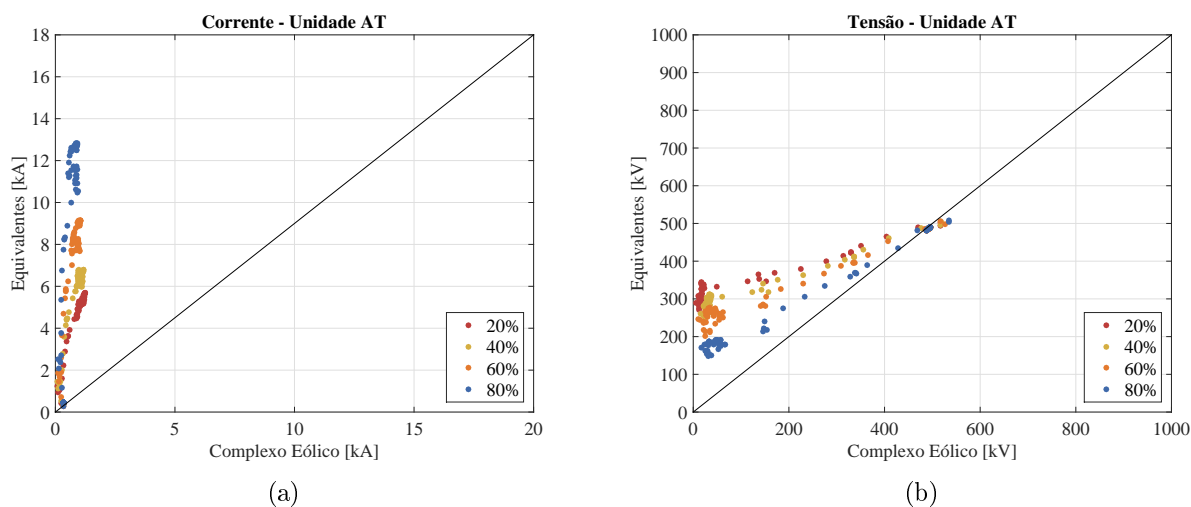 Corrente - Unidade AT
18
16
14
12
10
8
6
4
2
0
Equivalentes [kA]
20%
40%
60%
80%
0 5 10 15 20
Complexo Eólico [kA]
(a)
Tensão - Unidade AT
1000
900
800
700
600
500
400
300
200
100
0
Equivalentes [kV]
20%
40%
60%
80%
0 200 400 600 800 1000
Complexo Eólico [kV]
(b)